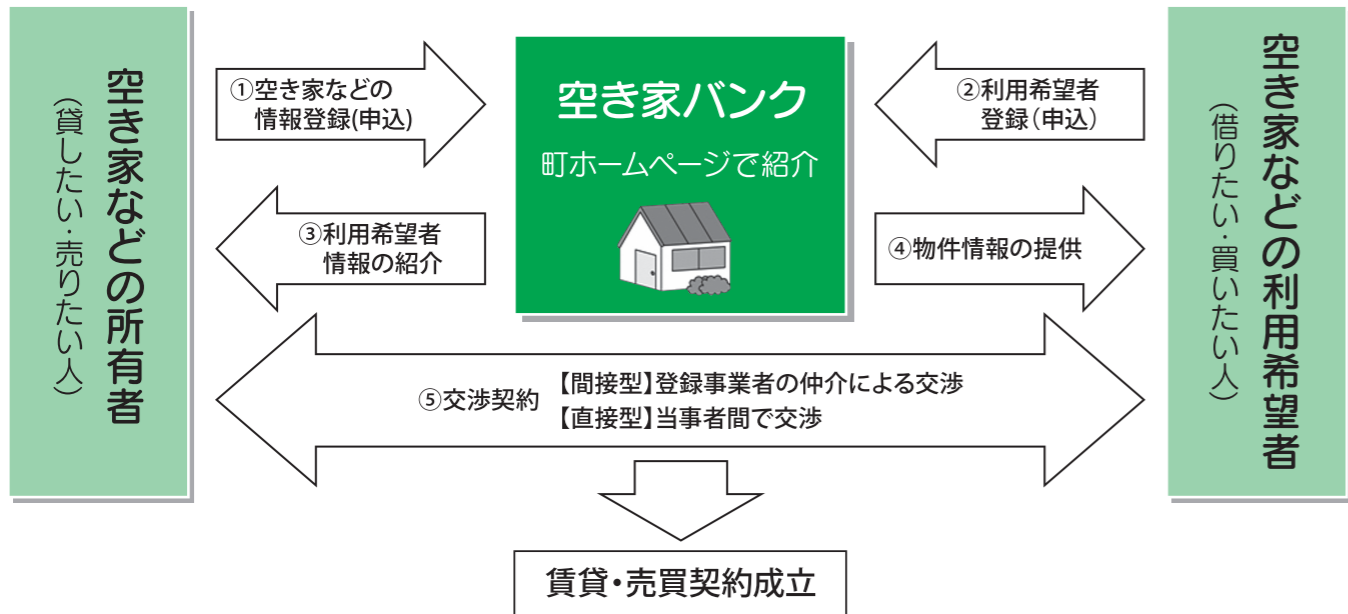 空き家などの所有者
（貸したい・売りたい人）
①空き家などの
情報登録(申込)
空き家バンク
町ホームページで紹介
②利用希望者
登録（申込）
空き家などの利用希望者
（借りたい・買いたい人）
③利用希望者
情報の紹介
④物件情報の提供
⑤交渉契約
【間接型】登録事業者の仲介による交渉
【直接型】当事者間で交渉
賃貸・売買契約成立